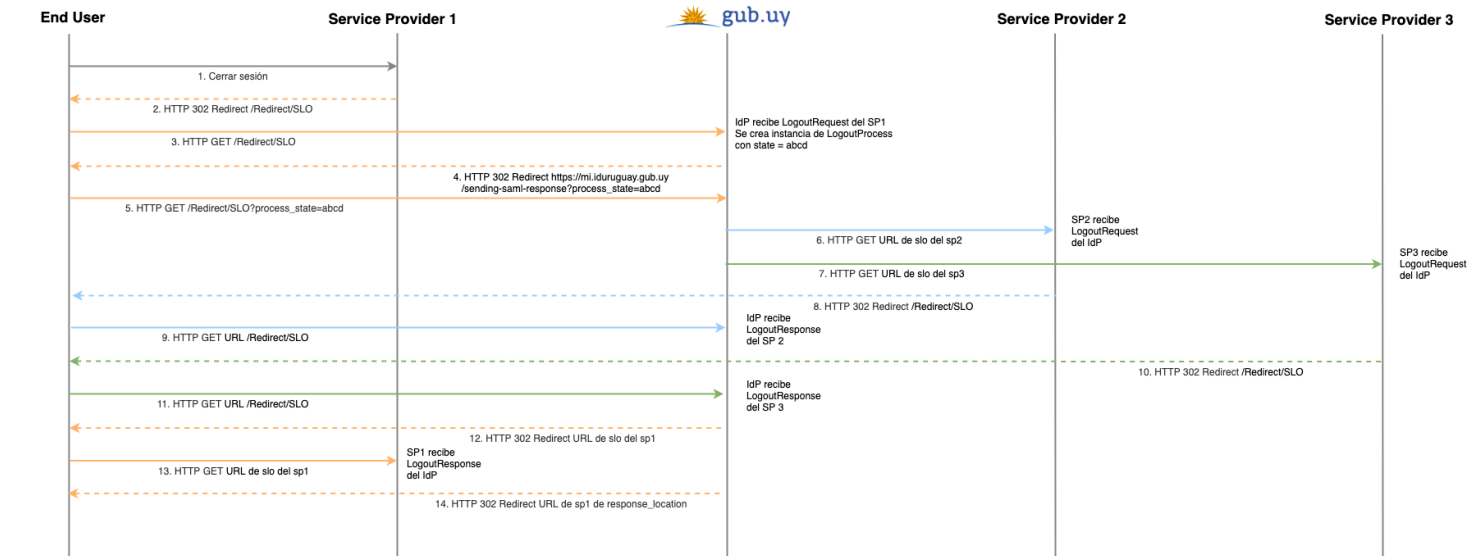 End User
Service Provider 1
gub.uy
Service Provider 2
Service Provider 3
1. Cerrar sesión
2. HTTP 302 Redirect /Redirect/SLO
3. HTTP GET /Redirect/SLO
IdP recibe LogoutRequest del SP1
Se crea instancia de LogoutProcess
con state = abcd
4. HTTP 302 Redirect https://mi.iduruguay.gub.uy
/sending-saml-response?process_state=abcd
5. HTTP GET /Redirect/SLO?process_state=abcd
6. HTTP GET URL de slo del sp2
SP2 recibe
LogoutRequest
del IdP
7. HTTP GET URL de slo del sp3
SP3 recibe
LogoutRequest
del IdP
8. HTTP 302 Redirect /Redirect/SLO
9. HTTP GET URL /Redirect/SLO
IdP recibe
LogoutResponse
del SP 2
10. HTTP 302 Redirect /Redirect/SLO
11. HTTP GET URL /Redirect/SLO
IdP recibe
LogoutResponse
del SP 3
12. HTTP 302 Redirect URL de slo del sp1
13. HTTP GET URL de slo del sp1
SP1 recibe
LogoutResponse
del IdP
14. HTTP 302 Redirect URL de sp1 de response_location